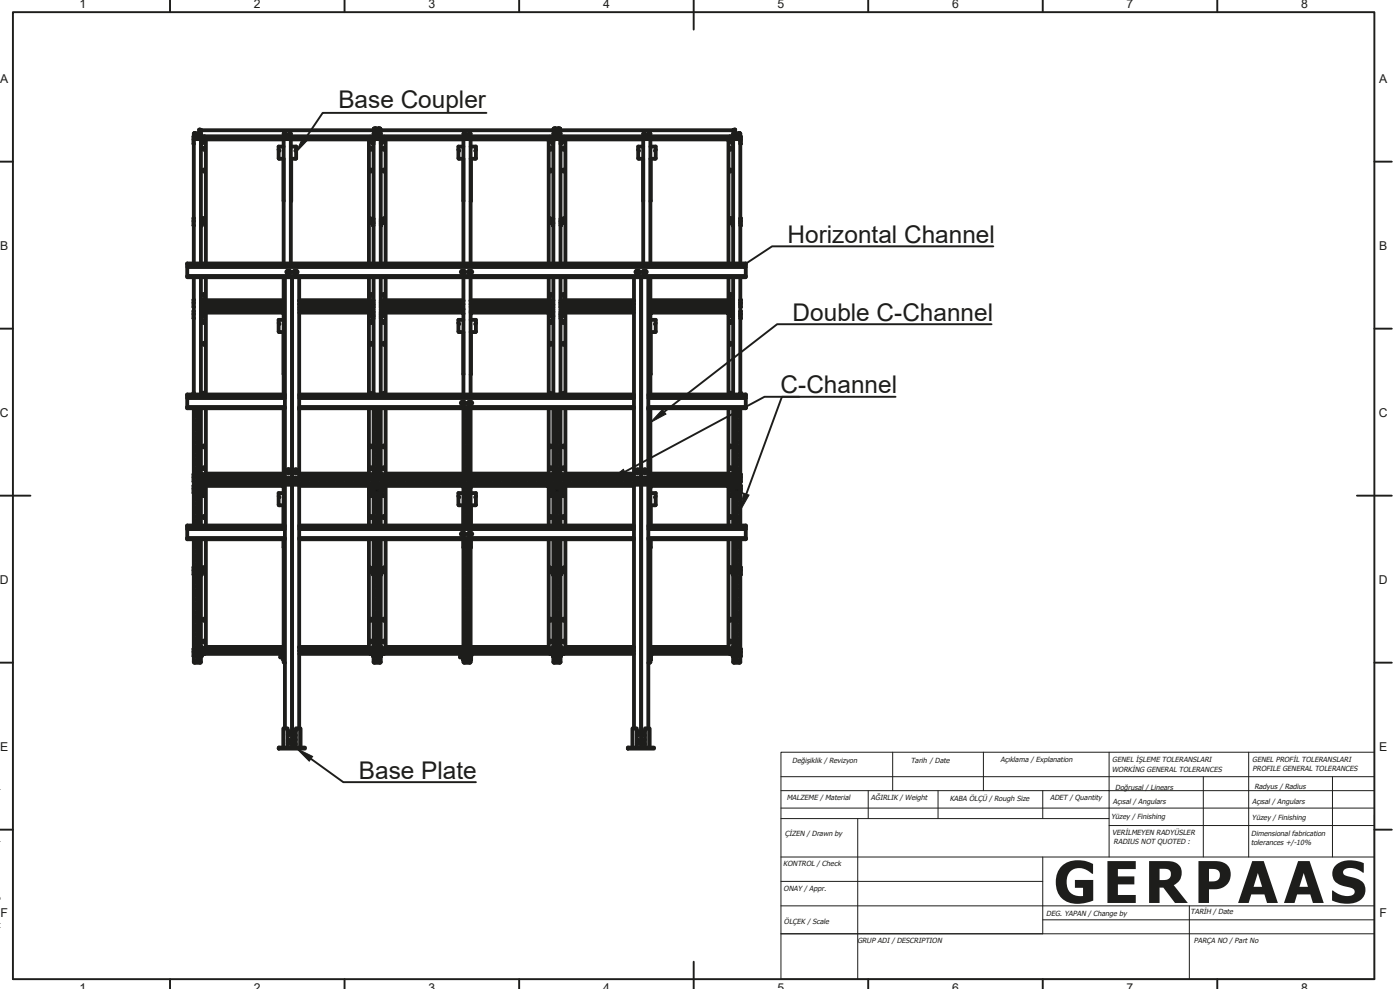 1 2 3 4 5 6 7 8
A A
Base Coupler
B Horizontal Channel B
Double C-Channel
C-Channel
C C
D D
E E
Base Plate
Değişiklik / Revizyon Tarih / Date Açıklama / Explanation GENEL İŞLEME TOLERANSLARI GENEL PROFİL TOLERANSLARI
WORKING GENERAL TOLERANCES PROFILE GENERAL TOLERANCES
Doğrusal / Linears Radyus / Radius
MALZEME / Material AĞIRLIK / Weight KABA ÖLÇÜ / Rough Size ADET / Quantity Açısal / Angulars Açısal / Angulars
Yüzey / Finishing Yüzey / Finishing
ÇİZEN / Drawn by VERİLMEYEN RADYÜSLER Dimensional fabrication
RADIUS NOT QUOTED : tolerances +/-10%
KONTROL / Check
GERPAAS
ONAY / Appr.
F DEG. YAPAN / Change by TARİH / Date F
ÖLÇEK / Scale
GRUP ADI / DESCRIPTION PARÇA NO / Part No
1 2 3 4 5 6 7 8